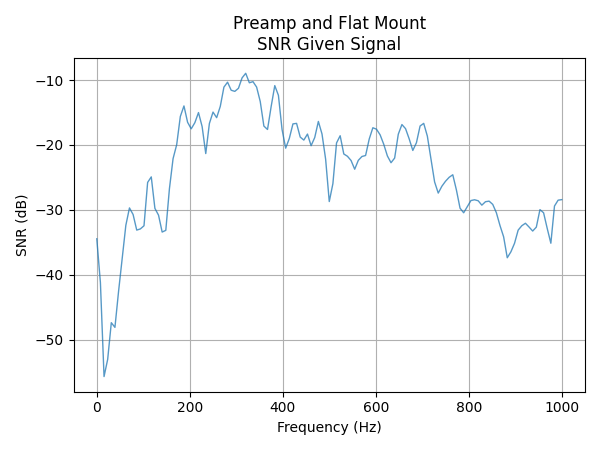 Preamp and Flat Mount
SNR Given Signal
SNR (dB)
−10
−20
−30
−40
−50
0 200 400 600 800 1000
Frequency (Hz)